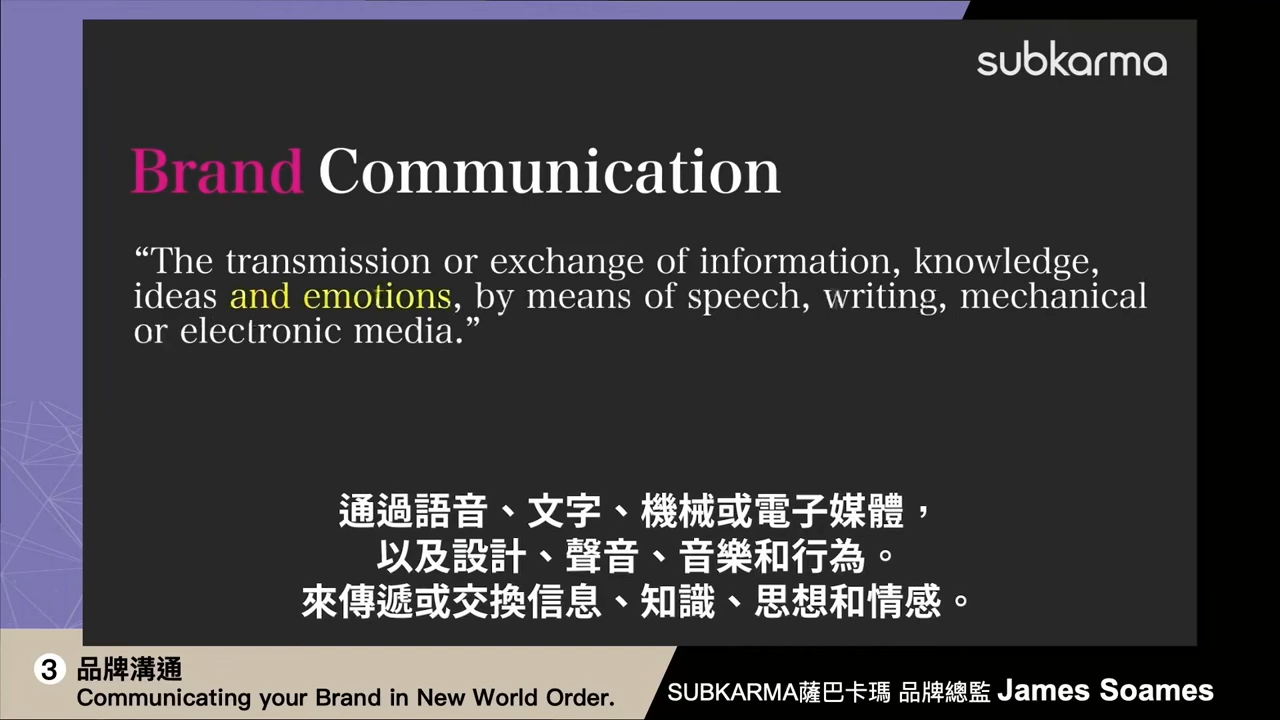 subkarma
Brand Communication
“The transmission or exchange of information, knowledge,
ideas and emotions, by means of speech, writing, mechanical
or electronic media.”
通過語音、文字、機械或電子媒體，
以及設計、聲音、音樂和行為。
來傳遞或交換信息、知識、思想和情感。
3 品牌溝通
Communicating your Brand in New World Order.
SUBKARMA薩巴卡瑪 品牌總監 James Soames